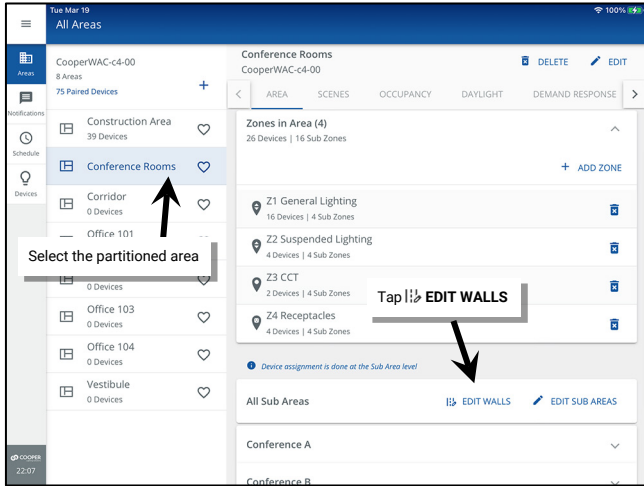 Tue Mar 19
100%
All Areas
Areas
Notifications
Schedule
Devices
COOPER
22:07
CooperWAC-c4-00
8 Areas
75 Paired Devices
+
Construction Area
39 Devices
Conference Rooms
Corridor
0 Devices
Office 101
Select the partitioned area
0 Devices
Office 103
0 Devices
Office 104
0 Devices
Vestibule
0 Devices
Conference Rooms
CooperWAC-c4-00
DELETE
EDIT
AREA SCENES OCCUPANCY DAYLIGHT DEMAND RESPONSE
Zones in Area (4)
26 Devices | 16 Sub Zones
+ ADD ZONE
Z1 General Lighting
16 Devices | 4 Sub Zones
Z2 Suspended Lighting
4 Devices | 4 Sub Zones
Z3 CCT
2 Devices | 4 Sub Zones
Tap EDIT WALLS
Z4 Receptacles
4 Devices | 4 Sub Zones
Device assignment is done at the Sub Area level
All Sub Areas
EDIT WALLS
EDIT SUB AREAS
Conference A
Conference B